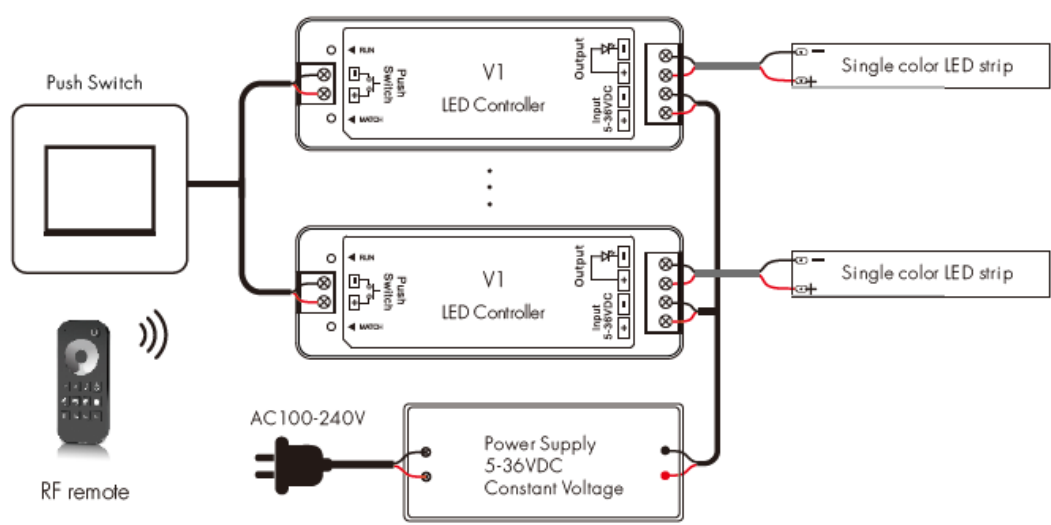 Push Switch
RUN
Push
Switch
MATCH
V1
LED Controller
Output
Input
5-36VDC
Single color LED strip
RUN
Push
Switch
MATCH
V1
LED Controller
Output
Input
5-36VDC
Single color LED strip
RF remote
AC100-240V
Power Supply
5-36VDC
Constant Voltage